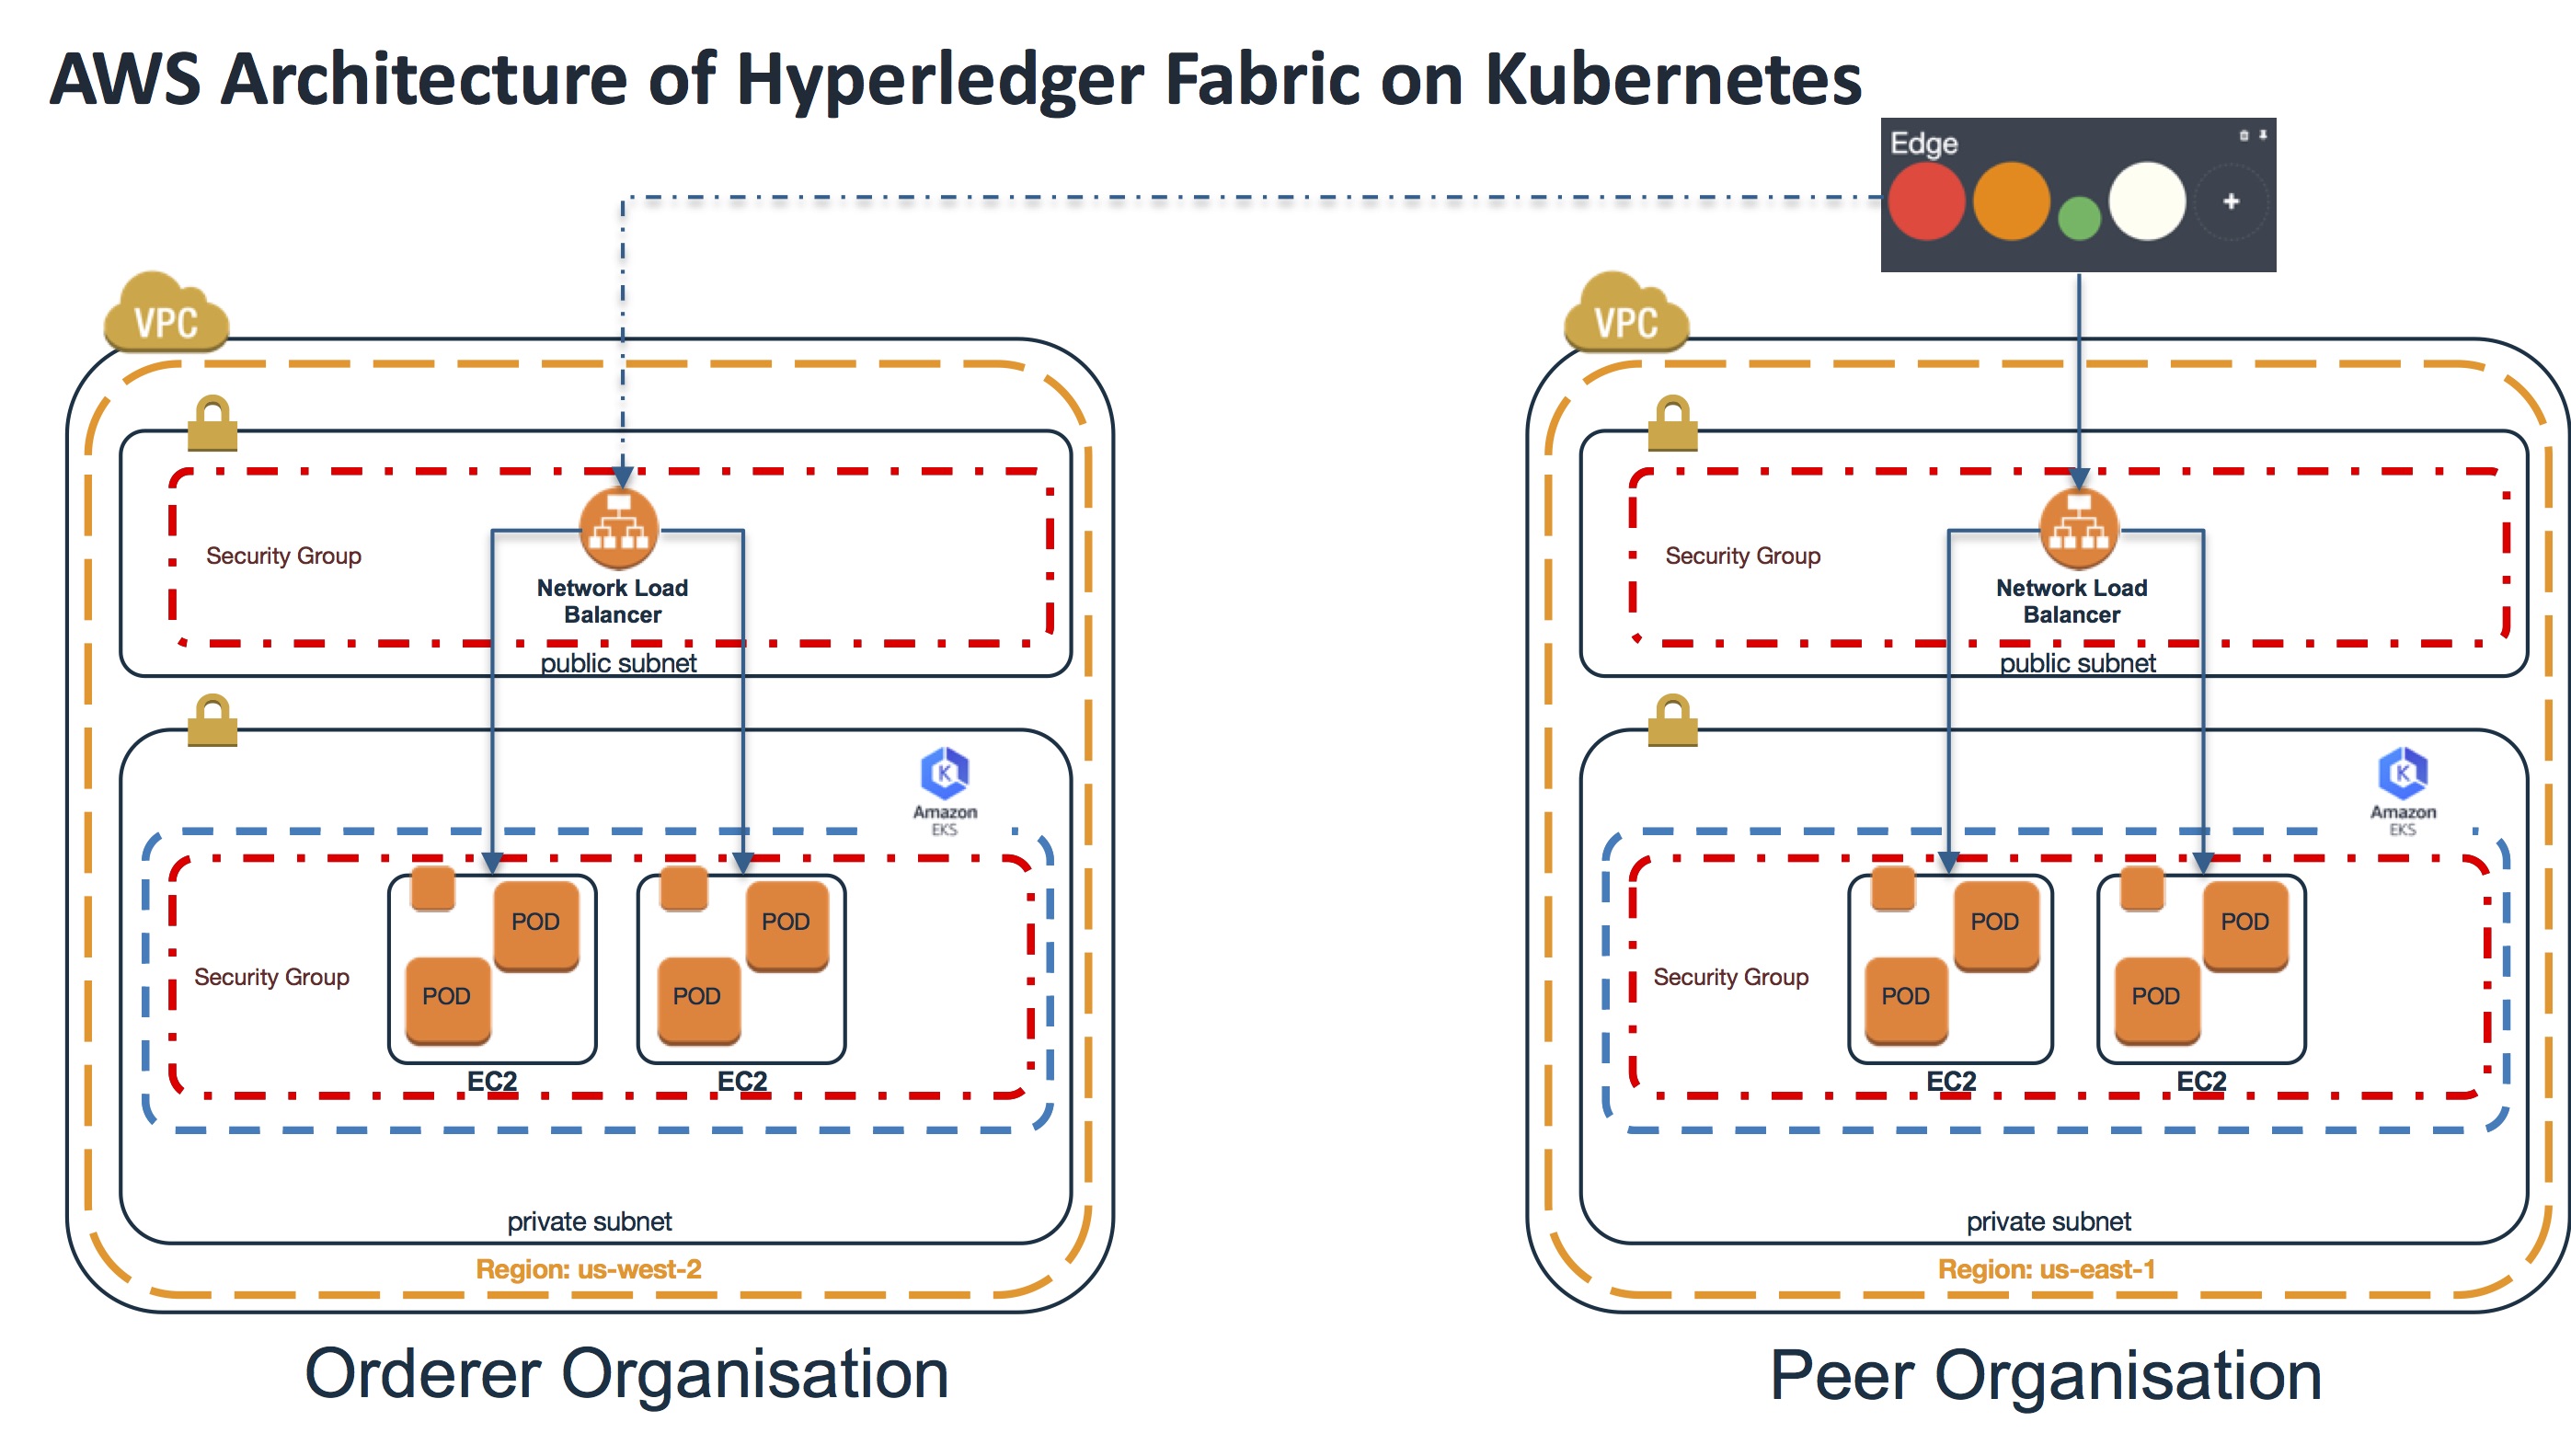 AWS Architecture of Hyperledger Fabric on Kubernetes
Edge
+
VPC
Security Group
Network Load
Balancer
public subnet
K
Amazon
EKS
Security Group
POD
POD
EC2
POD
POD
EC2
private subnet
Region: us-west-2
Orderer Organisation
VPC
Security Group
Network Load
Balancer
public subnet
K
Amazon
EKS
Security Group
POD
POD
EC2
POD
POD
EC2
private subnet
Region: us-east-1
Peer Organisation